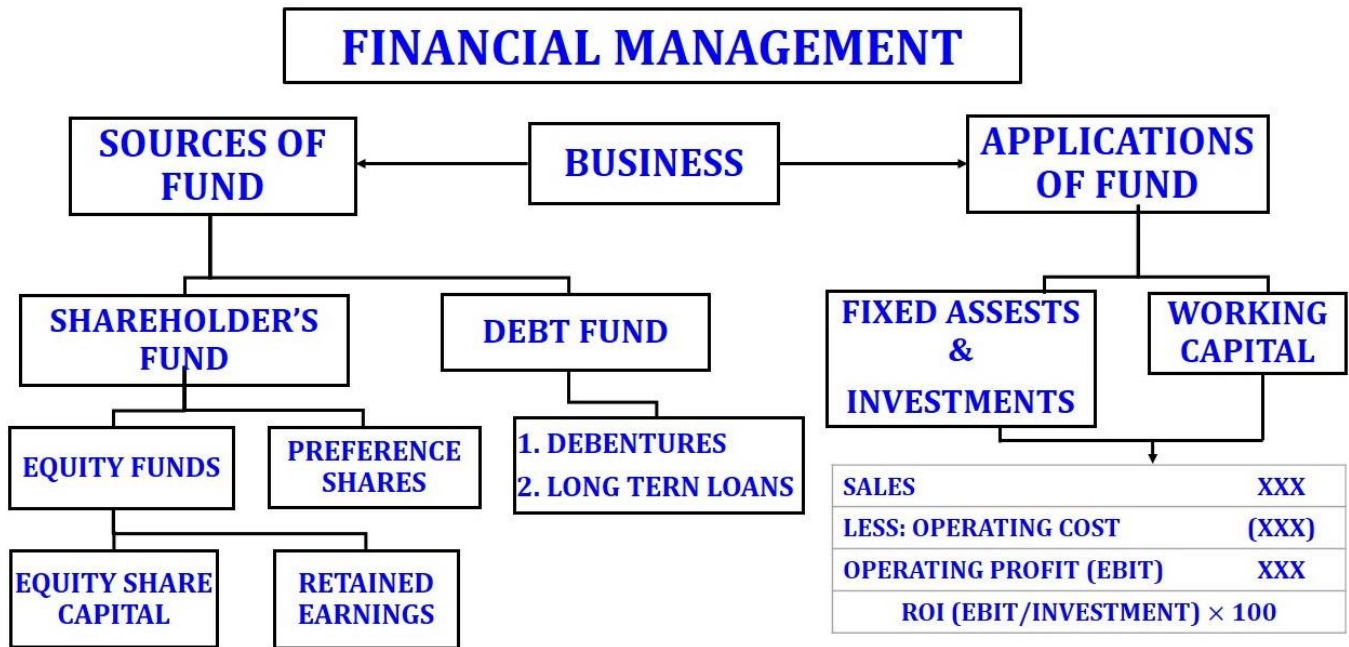 FINANCIAL MANAGEMENT
SOURCES OF
FUND
BUSINESS
APPLICATIONS
OF FUND
SHAREHOLDER’S
FUND
DEBT FUND
FIXED ASSESTS
&
INVESTMENTS
WORKING
CAPITAL
EQUITY FUNDS
PREFERENCE
SHARES
1. DEBENTURES
2. LONG TERN LOANS
EQUITY SHARE
CAPITAL
RETAINED
EARNINGS
SALES XXX
LESS: OPERATING COST (XXX)
OPERATING PROFIT (EBIT) XXX
ROI (EBIT/INVESTMENT) × 100